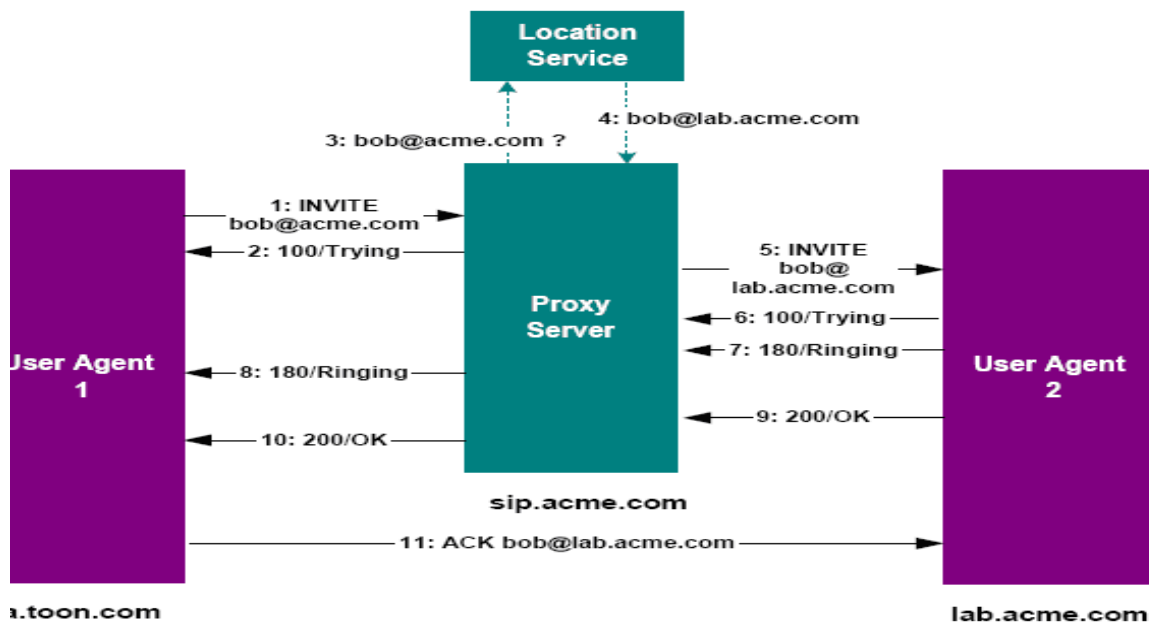 Location
Service
4: bob@lab.acme.com
3: bob@acme.com ?
1: INVITE
bob@acme.com
2: 100/Trying
5: INVITE
bob@
lab.acme.com
Proxy
Server
6: 100/Trying
7: 180/Ringing
User Agent
1
8: 180/Ringing
User Agent
2
9: 200/OK
10: 200/OK
sip.acme.com
11: ACK bob@lab.acme.com
a.toon.com
lab.acme.com